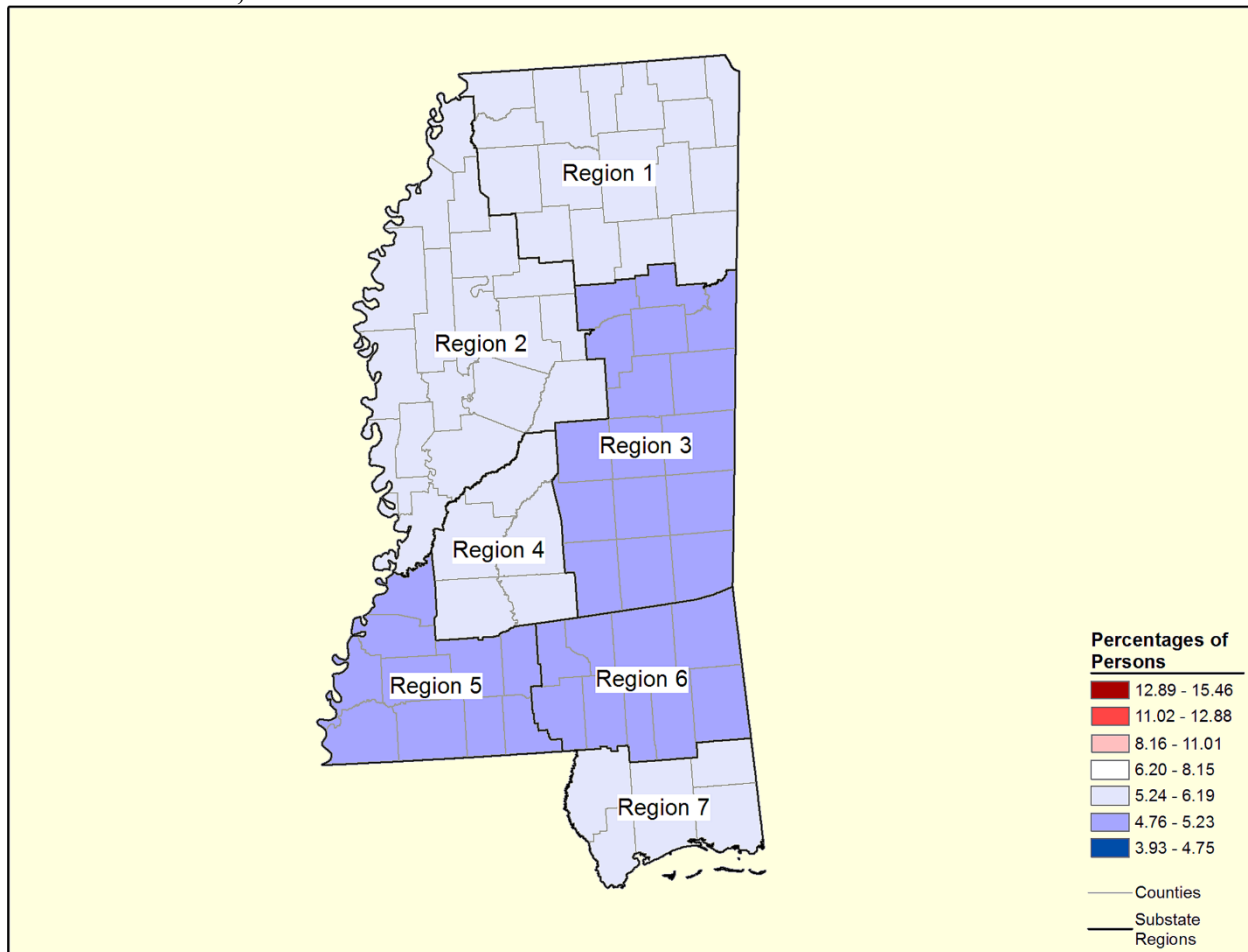 Region 1
Region 2
Region 3
Region 4
Region 5
Region 6
Region 7
Percentages of
Persons
12.89 - 15.46
11.02 - 12.88
8.16 - 11.01
6.20 - 8.15
5.24 - 6.19
4.76 - 5.23
3.93 - 4.75
Counties
Substate
Regions